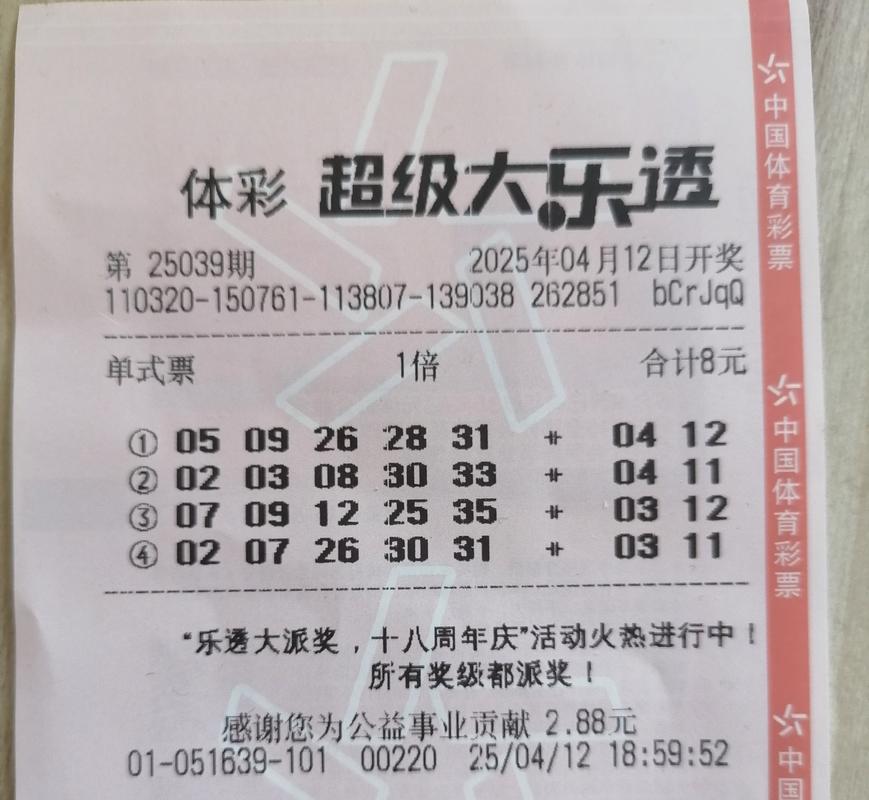 体彩 超级大乐透
第 25039期 2025年04月12日开奖
110320-150761-113807-139038 262851 bCrJqQ
单式票 1倍 合计8元
① 05 09 26 28 31 + 04 12
② 02 03 08 30 33 + 04 11
③ 07 09 12 25 35 + 03 12
④ 02 07 26 30 31 + 03 11
“乐透大派奖，十八周年庆”活动火热进行中！
所有奖级都派奖！
感谢您为公益事业贡献 2.88元
01-051639-101 00220 25/04/12 18:59:52
中国体育彩票
中国体育彩票
中国